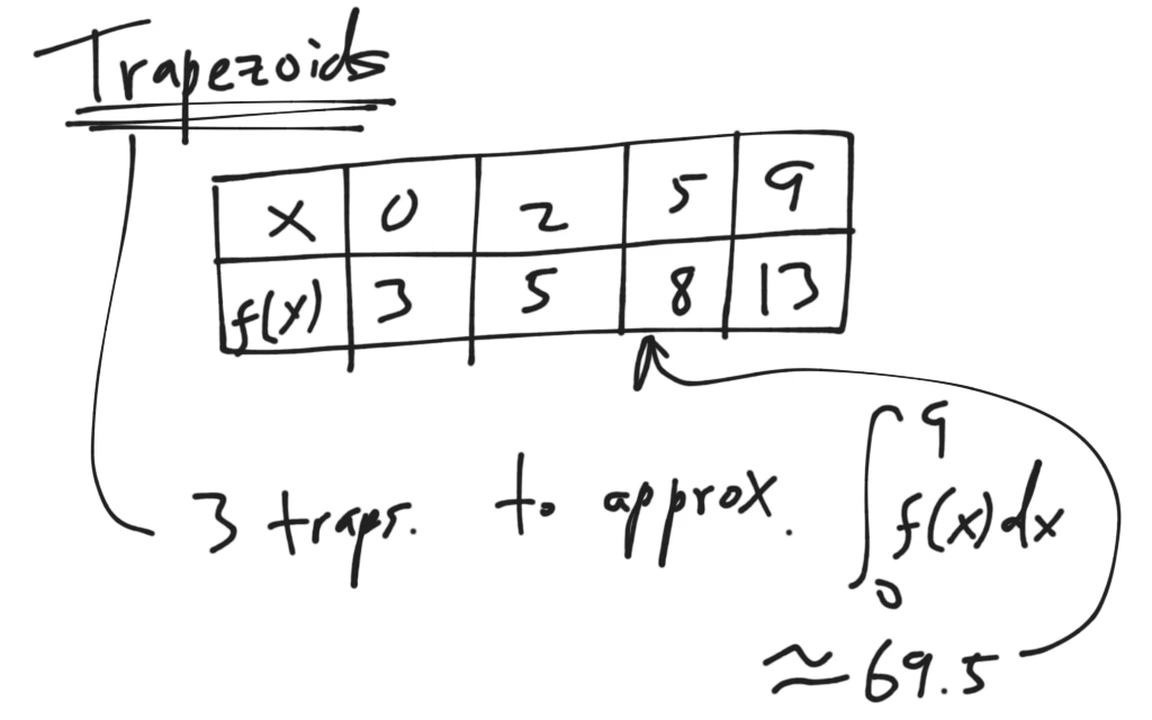 Trapezoids
x 0 2 5 9
f(x) 3 5 8 13
3 traps. to approx. ∫₀⁹ f(x)dx
≈69.5